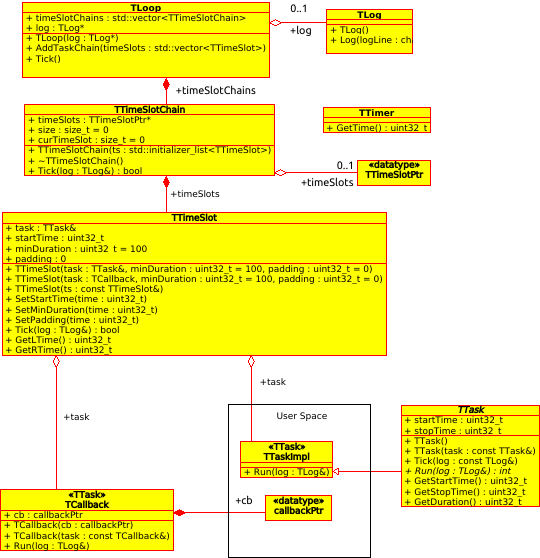 TLoop
+ timeSlotChains : std::vector<TTimeSlotChain>
+ log : TLog*
+ TLoop(log : TLog*)
+ AddTaskChain(timeSlots : std::vector<TTimeSlot>)
+ Tick()
0..1
+log
TLog
+ TLog()
+ Log(logLine : cha
+timeSlotChains
TTimeSlotChain
+ timeSlots : TTimeSlotPtr*
+ size : size_t = 0
+ curTimeSlot : size_t = 0
+ TTimeSlotChain(ts : std::initializer_list<TTimeSlot>)
+ ~TTimeSlotChain()
+ Tick(log : TLog&) : bool
TTimer
+ GetTime() : uint32_t
0..1
+timeSlots
«datatype»
TTimeSlotPtr
+timeSlots
TTimeSlot
+ task : TTask&
+ startTime : uint32_t
+ minDuration : uint32_t = 100
+ padding : 0
+ TTimeSlot(task : TTask&, minDuration : uint32_t = 100, padding : uint32_t = 0)
+ TTimeSlot(task : TCallback, minDuration : uint32_t = 100, padding : uint32_t = 0)
+ TTimeSlot(ts : const TTimeSlot&)
+ SetStartTime(time : uint32_t)
+ SetMinDuration(time : uint32_t)
+ SetPadding(time : uint32_t)
+ Tick(log : TLog&) : bool
+ GetLTime() : uint32_t
+ GetRTime() : uint32_t
+task
+task
User Space
«TTask»
TTaskImpl
+ Run(log : TLog&)
TTask
+ startTime : uint32_t
+ stopTime : uint32_t
+ TTask()
+ TTask(task : const TTask&)
+ Tick(log : const TLog&)
+ Run(log : TLog&) : int
+ GetStartTime() : uint32_t
+ GetStopTime() : uint32_t
+ GetDuration() : uint32_t
«TTask»
TCallback
+ cb : callbackPtr
+ TCallback(cb : callbackPtr)
+ TCallback(task : const TCallback&)
+ Run(log : TLog&)
+cb
«datatype»
callbackPtr